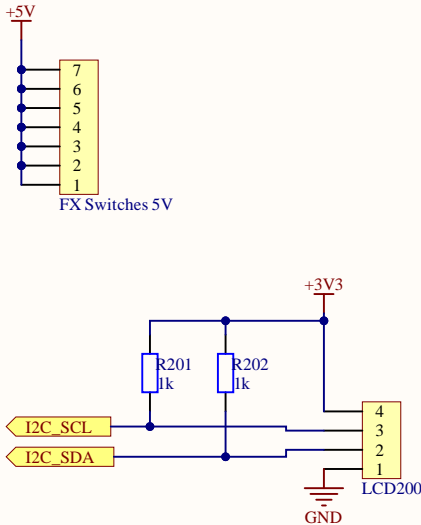 +5V
7
6
5
4
3
2
1
FX Switches 5V
+3V3
R201
1k
R202
1k
I2C_SCL
I2C_SDA
4
3
2
1
LCD200
GND